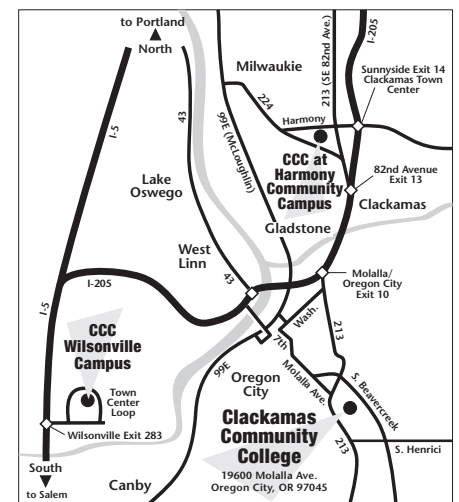 to Portland
North
I-205
213 (SE 82nd Ave.)
Milwaukie
Sunnyside Exit 14
Clackamas Town
Center
224
Harmony
I-5
43
99E (McLoughlin)
CCC at
Harmony
Community
Campus
82nd Avenue
Exit 13
Clackamas
Lake
Oswego
Gladstone
West
Linn
43
Molalla/
Oregon City
Exit 10
I-205
I-5
Wash.
213
7th
CCC
Wilsonville
Campus
99E
Oregon
City
Molalla Ave.
S. Beavercreek
Town
Center
Loop
Clackamas
Community
College
Wilsonville Exit 283
213
S. Henrici
South
to Salem
Canby
19600 Molalla Ave.
Oregon City, OR 97045